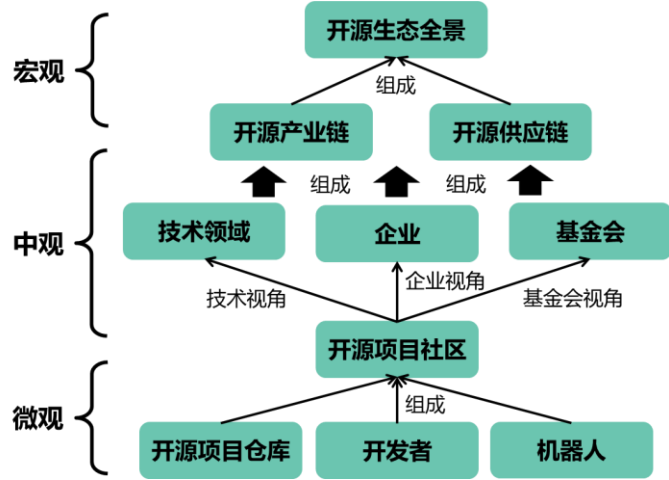 开源生态全景
宏观
组成
开源产业链
开源供应链
组成
组成
中观
技术领域
企业
基金会
技术视角
企业视角
基金会视角
开源项目社区
微观
组成
开源项目仓库
开发者
机器人